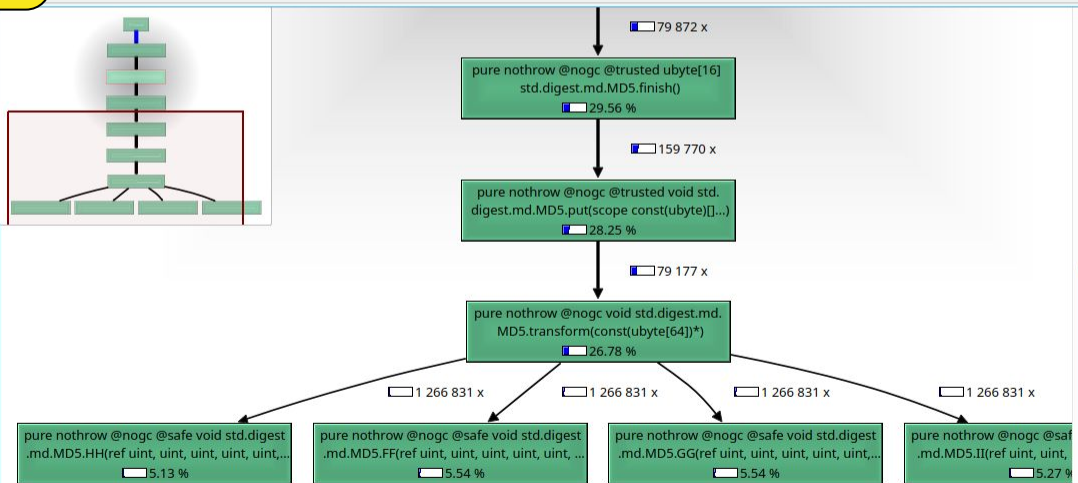 79 872 x
pure nothrow @nogc @trusted ubyte[16]
std.digest.md.MD5.finish()
29.56 %
159 770 x
pure nothrow @nogc @trusted void std.
digest.md.MD5.put(scope const(ubyte)[]...)
28.25 %
79 177 x
pure nothrow @nogc void std.digest.md.
MD5.transform(const(ubyte[64])*)
26.78 %
1 266 831 x
1 266 831 x
1 266 831 x
1 266 831 x
pure nothrow @nogc @safe void std.digest
.md.MD5.HH(ref uint, uint, uint, uint, uint,...
5.13 %
pure nothrow @nogc @safe void std.digest
.md.MD5.FF(ref uint, uint, uint, uint, uint, ...
5.54 %
pure nothrow @nogc @safe void std.digest
.md.MD5.GG(ref uint, uint, uint, uint, uint,...
5.54 %
pure nothrow @nogc @saf
.md.MD5.II(ref uint, uint,
5.27 %